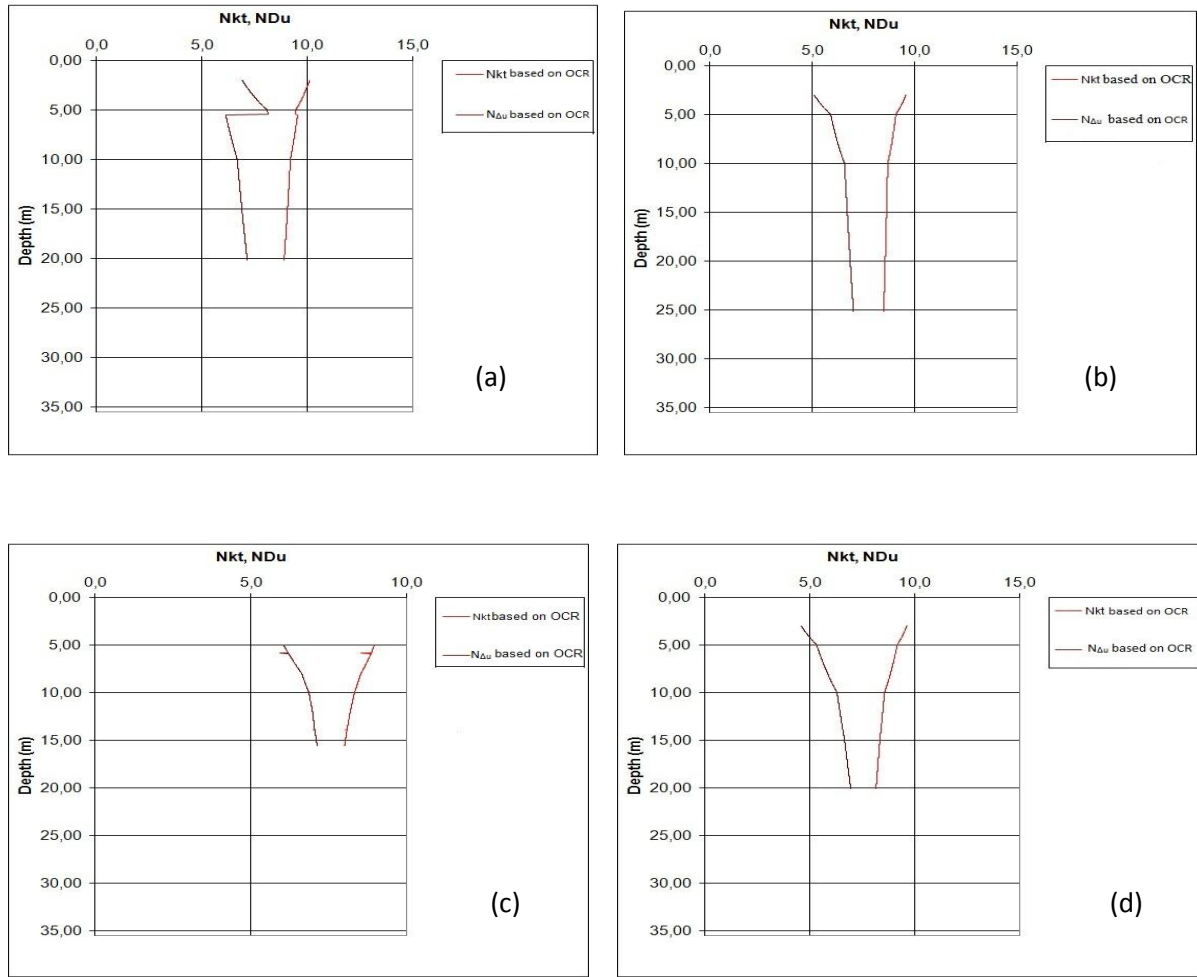 Nkt, NDu
0,0 5,0 10,0 15,0
0,00
5,00
10,00
15,00
20,00
25,00
30,00
35,00
Depth (m)
Nkt based on OCR
NΔu based on OCR
(a)
Nkt, NDu
0,0 5,0 10,0 15,0
0,00
5,00
10,00
15,00
20,00
25,00
30,00
35,00
Depth (m)
Nkt based on OCR
NΔu based on OCR
(b)
Nkt, NDu
0,0 5,0 10,0
0,00
5,00
10,00
15,00
20,00
25,00
30,00
35,00
Depth (m)
Nkt based on OCR
NΔu based on OCR
(c)
Nkt, NDu
0,0 5,0 10,0 15,0
0,00
5,00
10,00
15,00
20,00
25,00
30,00
35,00
Depth (m)
Nkt based on OCR
NΔu based on OCR
(d)